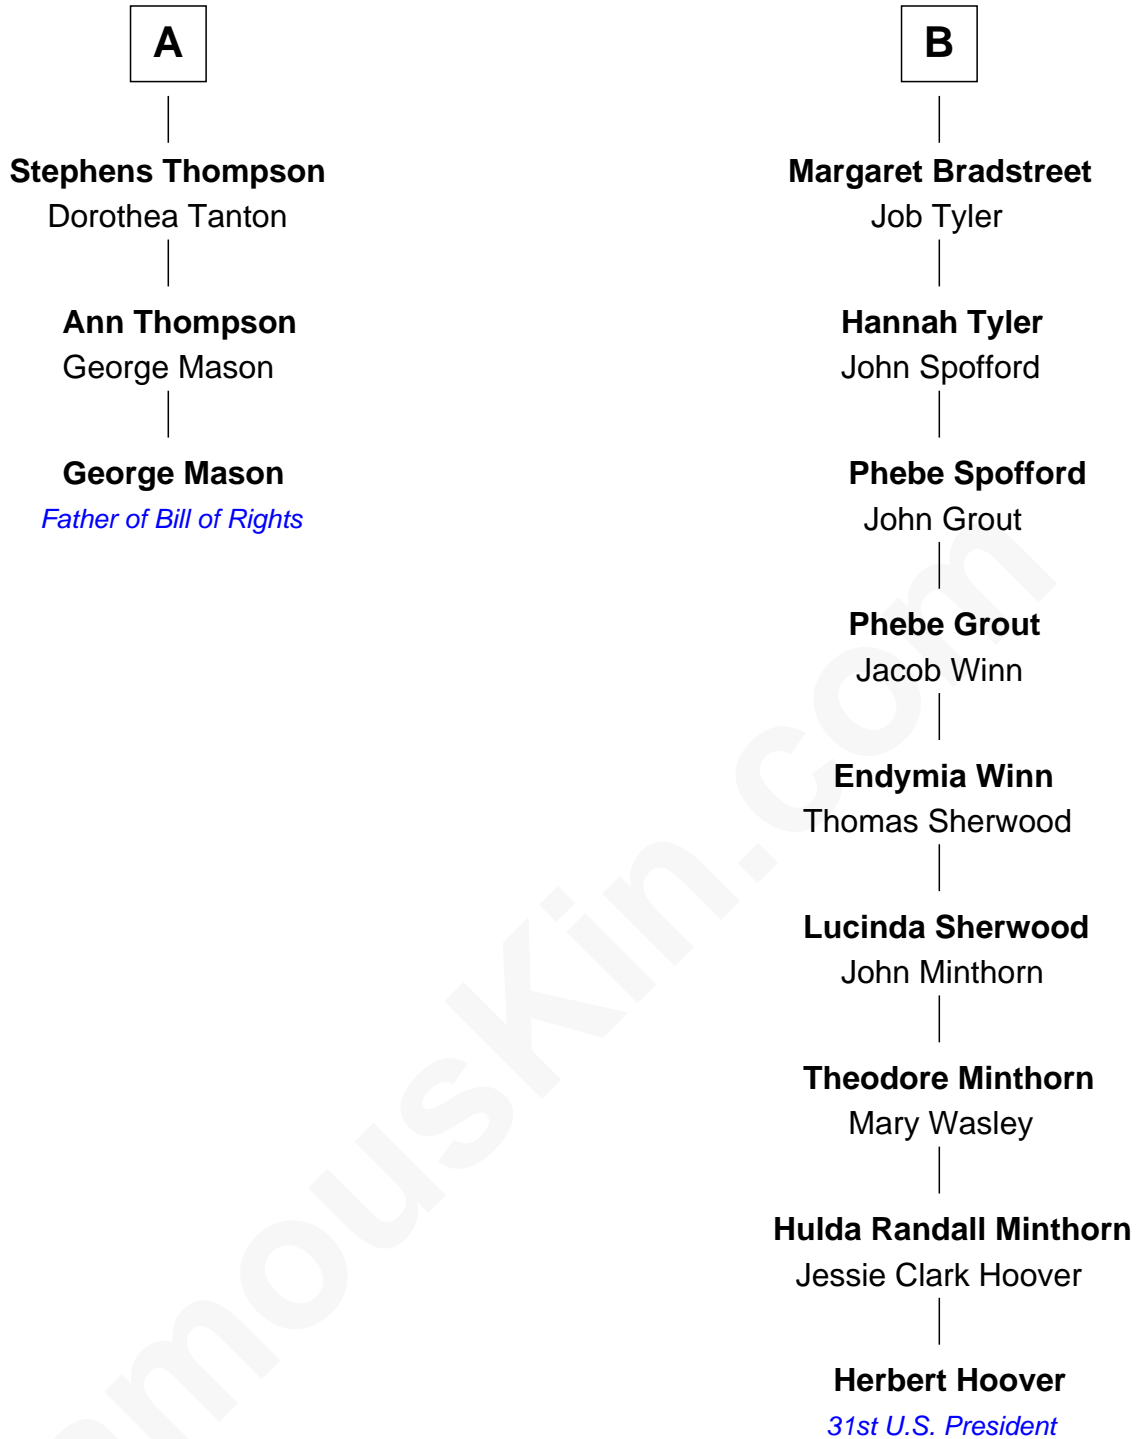 A
Stephens Thompson
Dorothea Tanton
Ann Thompson
George Mason
George Mason
Father of Bill of Rights
B
Margaret Bradstreet
Job Tyler
Hannah Tyler
John Spofford
Phebe Spofford
John Grout
Phebe Grout
Jacob Winn
Endymia Winn
Thomas Sherwood
Lucinda Sherwood
John Minthorn
Theodore Minthorn
Mary Wasley
Hulda Randall Minthorn
Jessie Clark Hoover
Herbert Hoover
31st U.S. President
amouskin.com